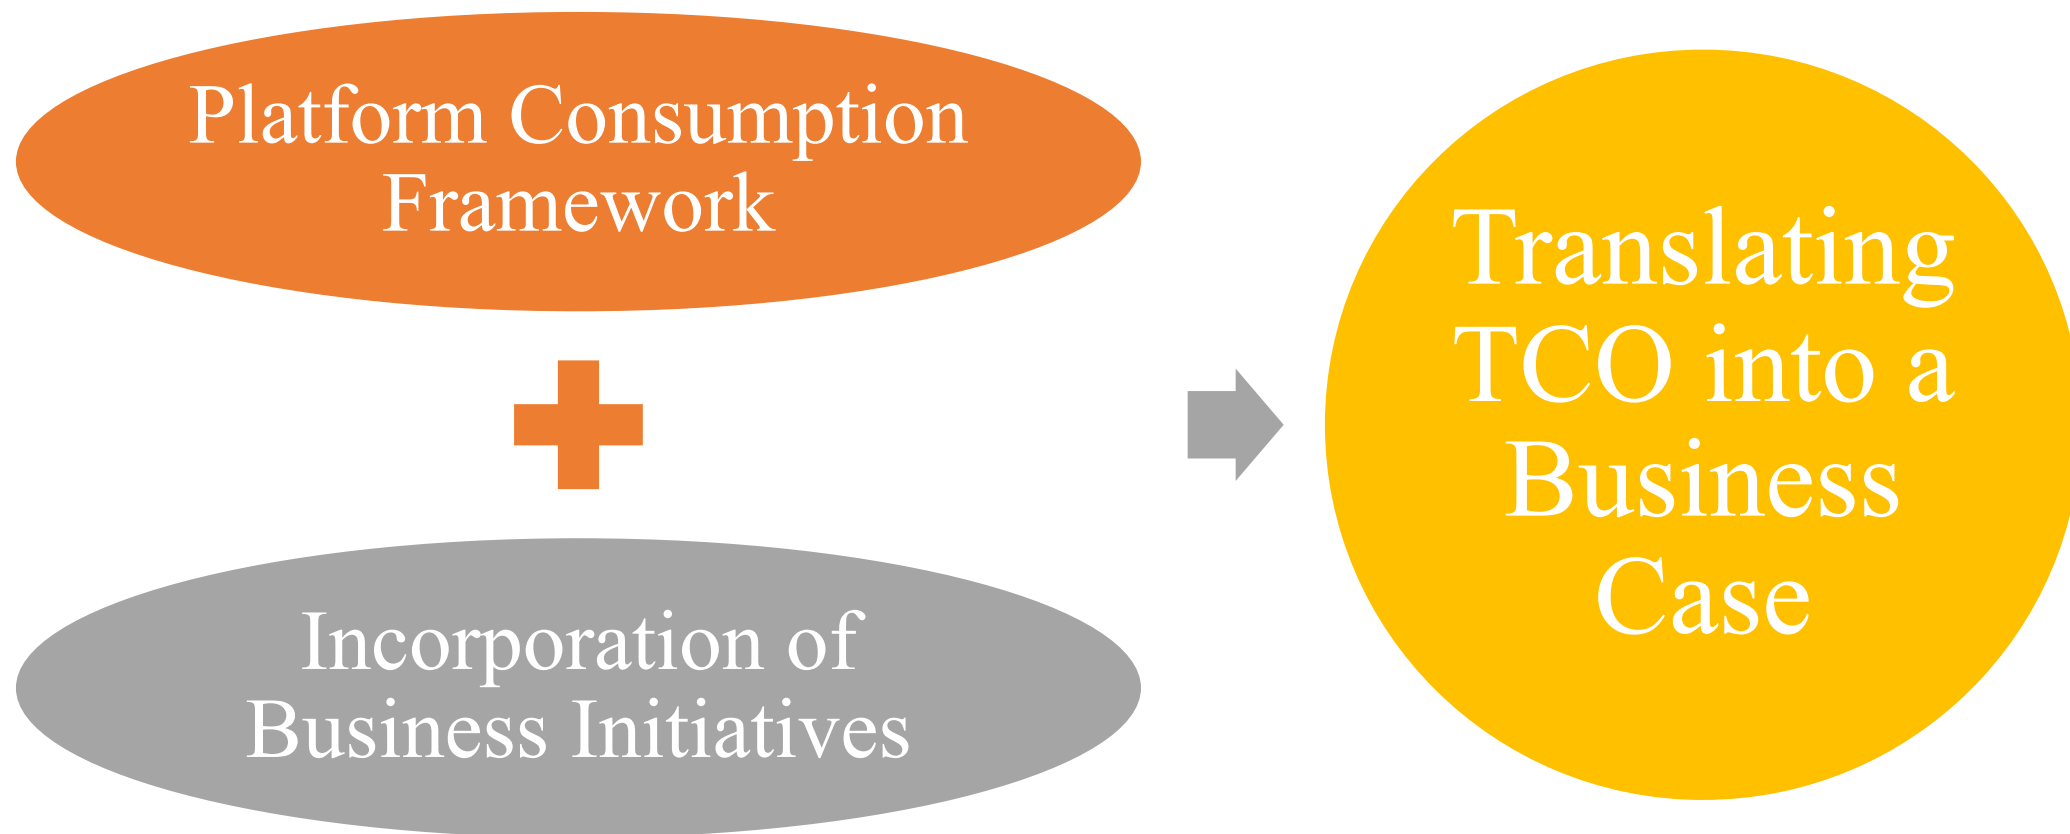 Platform Consumption
Framework
Incorporation of
Business Initiatives
Translating
TCO into a
Business
Case